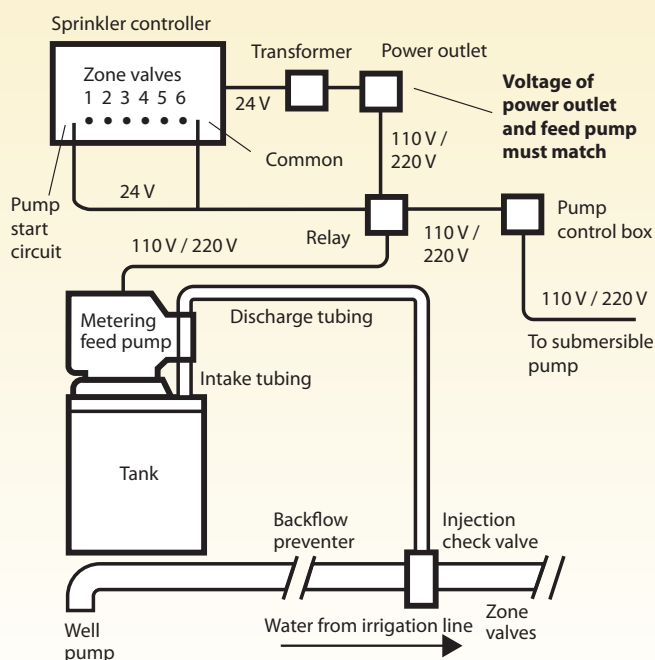 Sprinkler controller
Transformer
Power outlet
Zone valves
1 2 3 4 5 6
24 V
Voltage of
power outlet
and feed pump
must match
110 V /
220 V
Common
24 V
Pump
start
circuit
Relay
110 V /
220 V
Pump
control box
110 V / 220 V
110 V / 220 V
To submersible
pump
Metering
feed pump
Discharge tubing
Intake tubing
Tank
Backflow
preventer
Injection
check valve
Well
pump
Water from irrigation line
Zone
valves